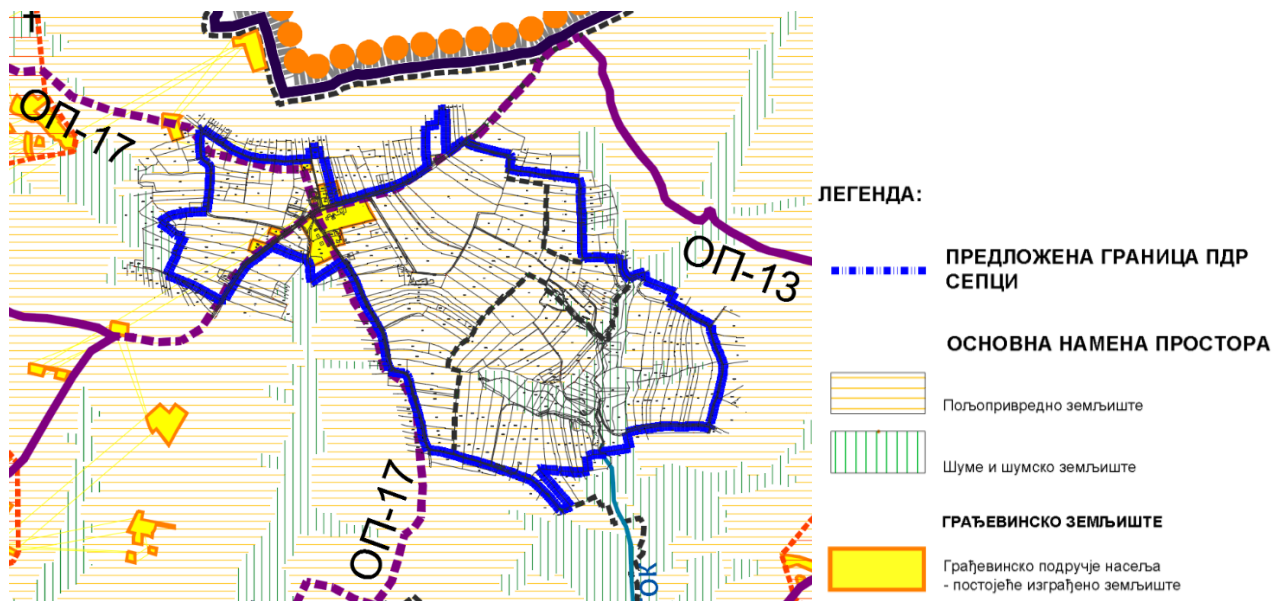 ОП-17
ОП-13
ОП-17
ок
ЛЕГЕНДА:
ПРЕДЛОЖЕНА ГРАНИЦА ПДР
СЕПЦИ
ОСНОВНА НАМЕНА ПРОСТОРА
Пољопривредно земљиште
Шуме и шумско земљиште
ГРАЂЕВИНСКО ЗЕМЉИШТЕ
Грађевинско подручје насеља
- постојеће изграђено земљиште